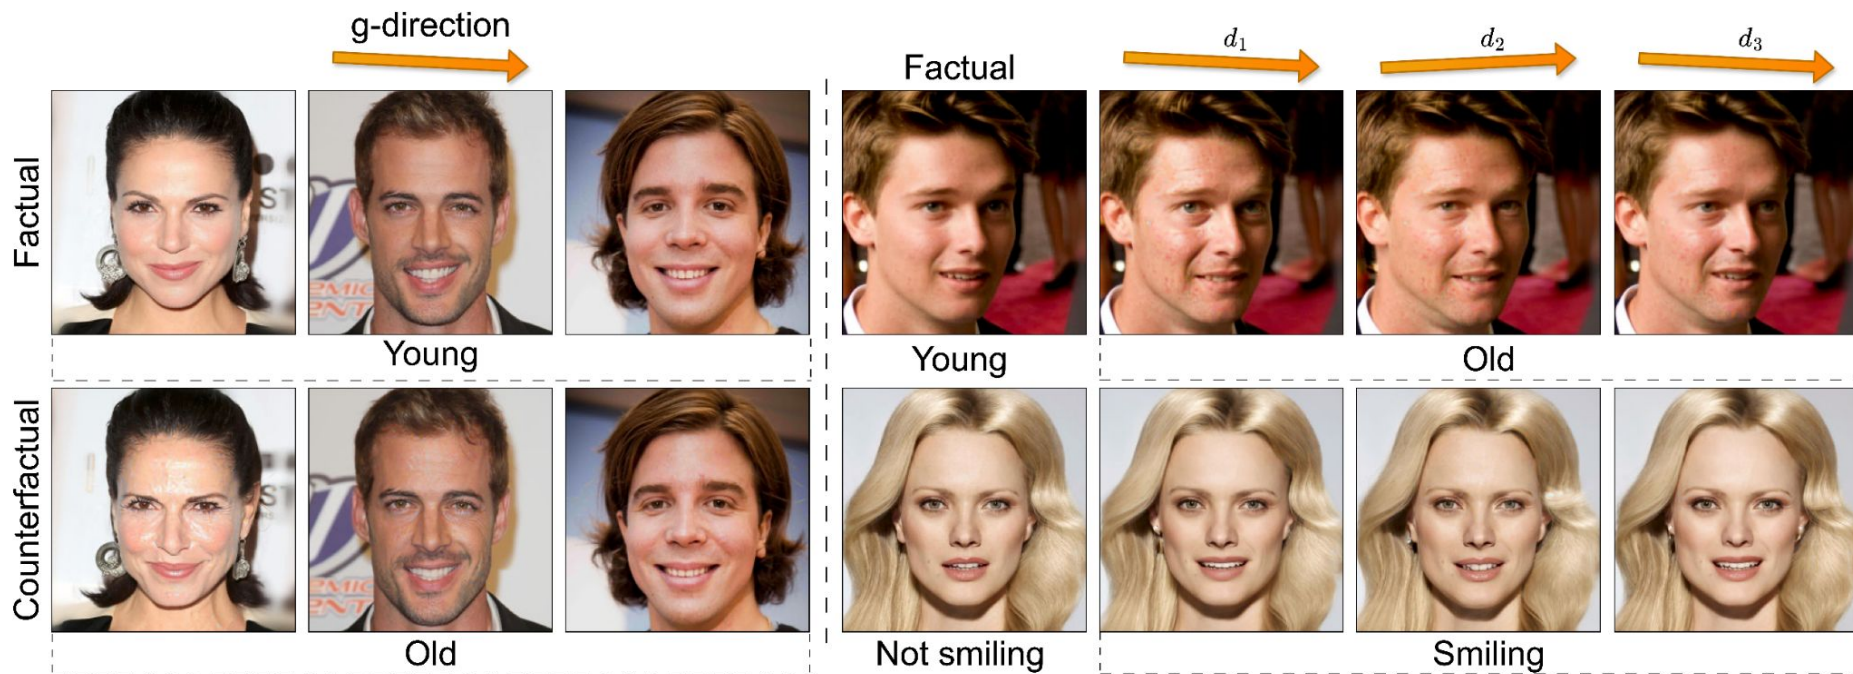 g-direction
Factual
d1
d2
d3
Factual
Young
Young
Old
Counterfactual
Old
Not smiling
Smiling